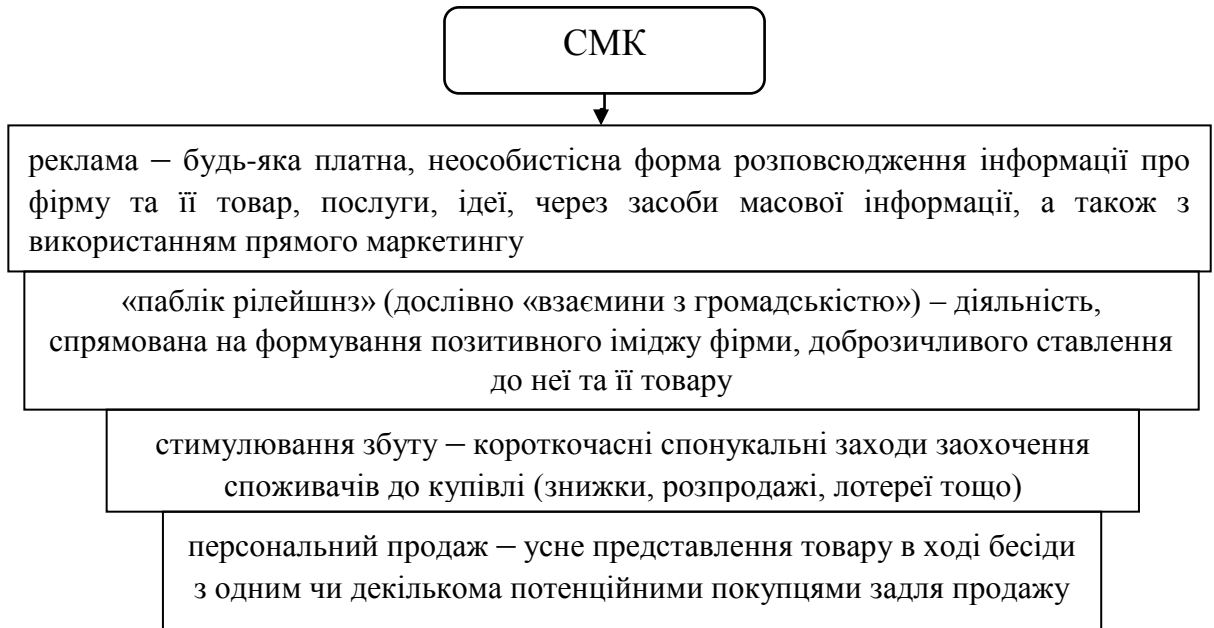 СМК
реклама – будь-яка платна, неособистісна форма розповсюдження інформації про
фірму та її товар, послуги, ідеї, через засоби масової інформації, а також з
використанням прямого маркетингу
«паблік рілейшнз» (дослівно «взаємини з громадськістю») – діяльність,
спрямована на формування позитивного іміджу фірми, доброзичливого ставлення
до неї та її товару
стимулювання збуту – короткочасні спонукальні заходи заохочення
споживачів до купівлі (знижки, розпродажі, лотереї тощо)
персональний продаж – усне представлення товару в ході бесіди
з одним чи декількома потенційними покупцями задля продажу